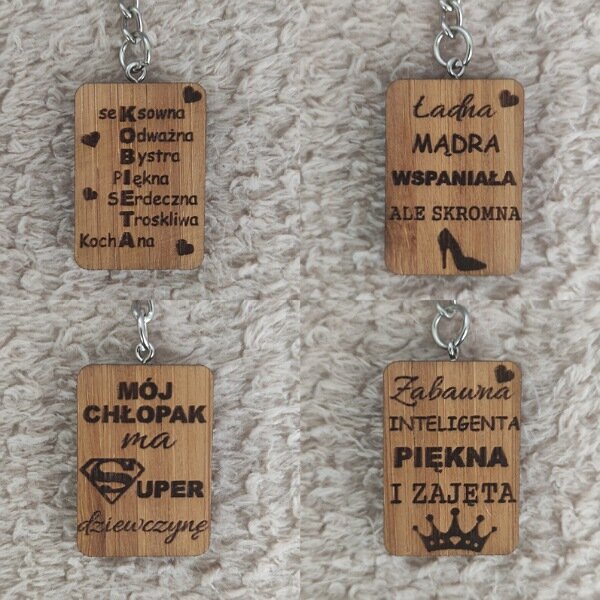 seKsowna
Odważna
Bystra
PIękna
SErdeczna
Troskliwa
KochAna
Ładna
MĄDRA
WSPANIAŁA
ALE SKROMNA
MÓJ
CHŁOPAK
ma
SUPER
dziewczynę
Zabawna
INTELIGENTA
PIĘKNA
I ZAJĘTA